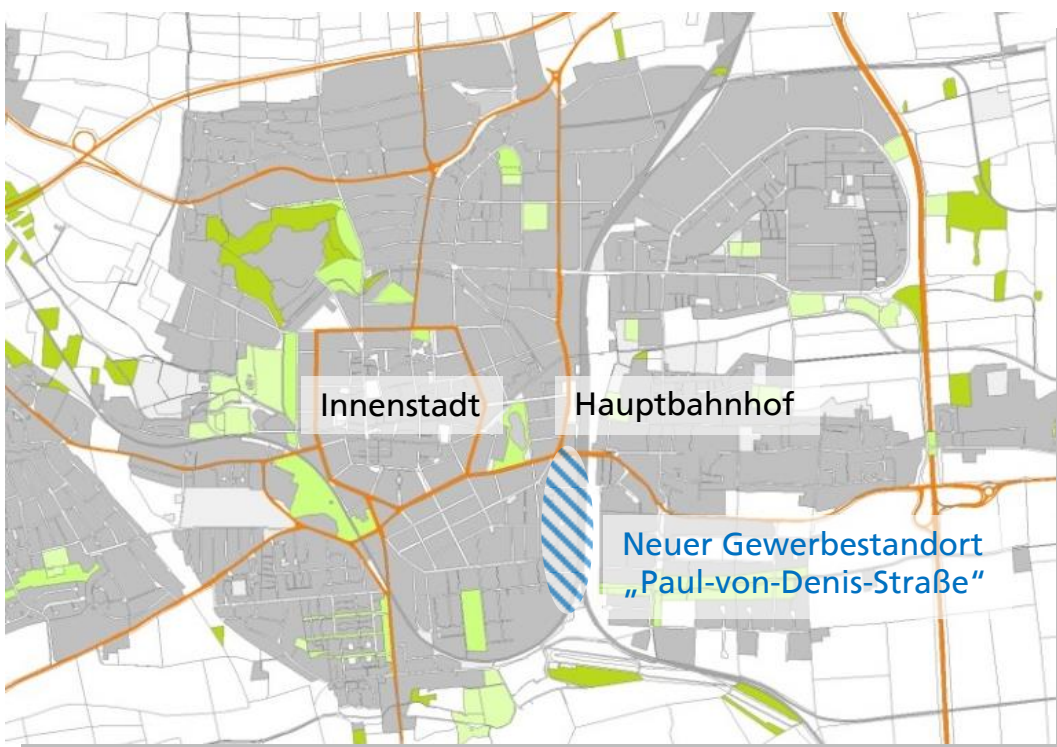 Innenstadt
Hauptbahnhof
Neuer Gewerbestandort
„Paul-von-Denis-Straße“